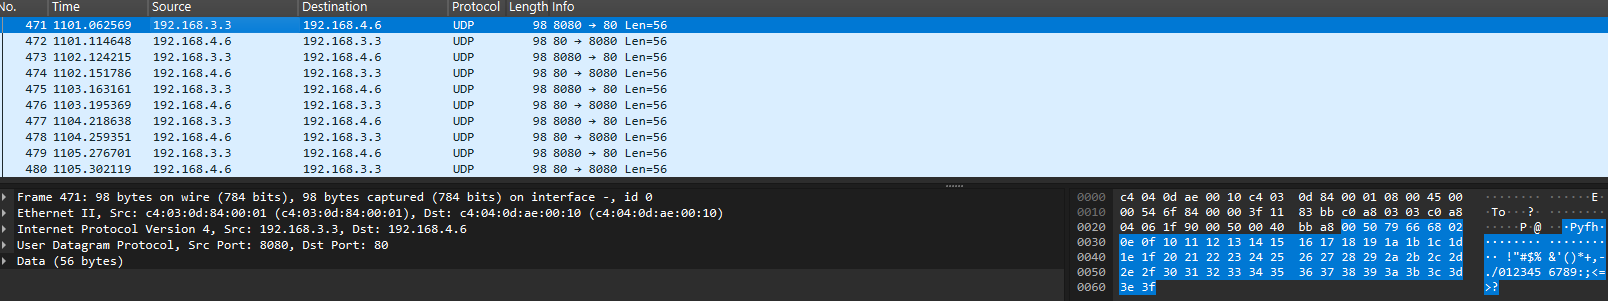 No. Time Source Destination Protocol Length Info
471 1101.062569 192.168.3.3 192.168.4.6 UDP 98 8080 → 80 Len=56
472 1101.114648 192.168.4.6 192.168.3.3 UDP 98 80 → 8080 Len=56
473 1102.124215 192.168.3.3 192.168.4.6 UDP 98 8080 → 80 Len=56
474 1102.151786 192.168.4.6 192.168.3.3 UDP 98 80 → 8080 Len=56
475 1103.163161 192.168.3.3 192.168.4.6 UDP 98 8080 → 80 Len=56
476 1103.195369 192.168.4.6 192.168.3.3 UDP 98 80 → 8080 Len=56
477 1104.218638 192.168.3.3 192.168.4.6 UDP 98 8080 → 80 Len=56
478 1104.259351 192.168.4.6 192.168.3.3 UDP 98 80 → 8080 Len=56
479 1105.276701 192.168.3.3 192.168.4.6 UDP 98 8080 → 80 Len=56
480 1105.302119 192.168.4.6 192.168.3.3 UDP 98 80 → 8080 Len=56
Frame 471: 98 bytes on wire (784 bits), 98 bytes captured (784 bits) on interface -, id 0
Ethernet II, Src: c4:03:0d:84:00:01 (c4:03:0d:84:00:01), Dst: c4:04:0d:ae:00:10 (c4:04:0d:ae:00:10)
Internet Protocol Version 4, Src: 192.168.3.3, Dst: 192.168.4.6
User Datagram Protocol, Src Port: 8080, Dst Port: 80
Data (56 bytes)
0000 c4 04 0d ae 00 10 c4 03 0d 84 00 01 08 00 45 00 ········ ······E·
0010 00 54 6f 84 00 00 3f 11 83 bb c0 a8 03 03 c0 a8 ·To···?· ········
0020 04 06 1f 90 00 50 00 40 bb a8 00 50 79 66 68 02 ·····P·@ ···Pyfh·
0030 0e 0f 10 11 12 13 14 15 16 17 18 19 1a 1b 1c 1d ········ ········
0040 1e 1f 20 21 22 23 24 25 26 27 28 29 2a 2b 2c 2d ·· !"#$% &'()*+,-
0050 2e 2f 30 31 32 33 34 35 36 37 38 39 3a 3b 3c 3d ./012345 6789:;<=
0060 3e 3f >?